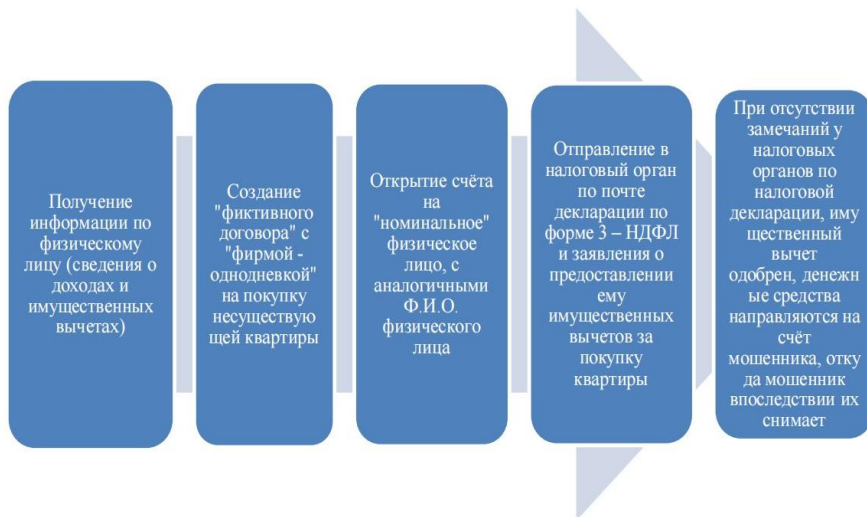 Получение
информации по
физическому
лицу (сведения о
доходах и
имущественных
вычетах)
Создание
"фиктивного
договора" с
"фирмой -
однодневкой"
на покупку
несуществую
щей квартиры
Открытие счёта
на
"номинальное"
физическое
лицо, с
аналогичными
Ф.И.О.
физического
лица
Отправление в
налоговый орган
по почте
декларации по
форме 3 – НДФЛ
и заявления о
предоставлении
ему
имущественных
вычетов за
покупку
квартиры
При отсутствии
замечаний у
налоговых
органов по
налоговой
декларации, иму
щественный
вычет
одобрен, денежн
ые средства
направляются на
счёт
мошенника, отку
да мошенник
впоследствии их
снимает